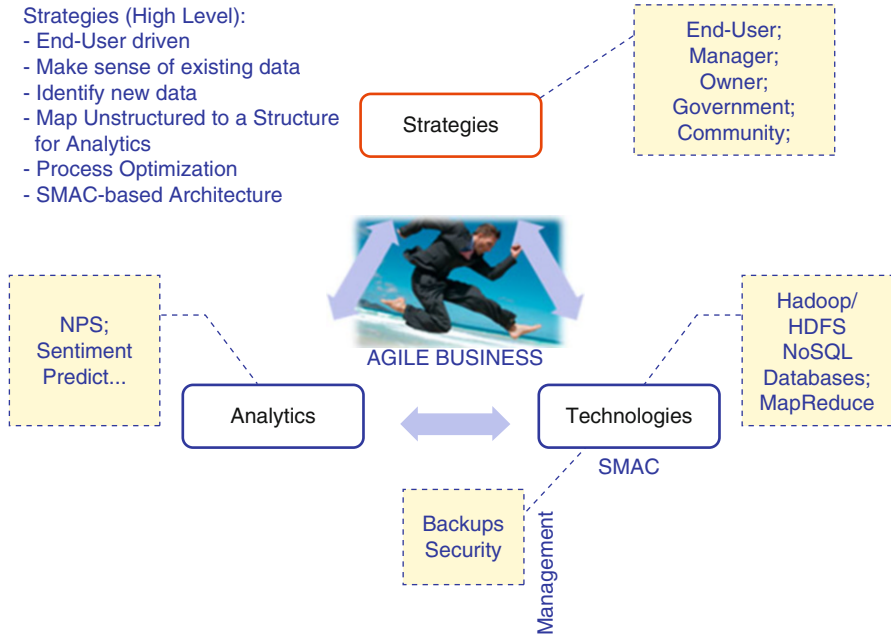 Strategies (High Level):
- End-User driven
- Make sense of existing data
- Identify new data
- Map Unstructured to a Structure
for Analytics
- Process Optimization
- SMAC-based Architecture
Strategies
End-User;
Manager;
Owner;
Government;
Community;
NPS;
Sentiment
Predict...
AGILE BUSINESS
Hadoop/
HDFS
NoSQL
Databases;
MapReduce
Analytics
Technologies
SMAC
Backups
Security
Management